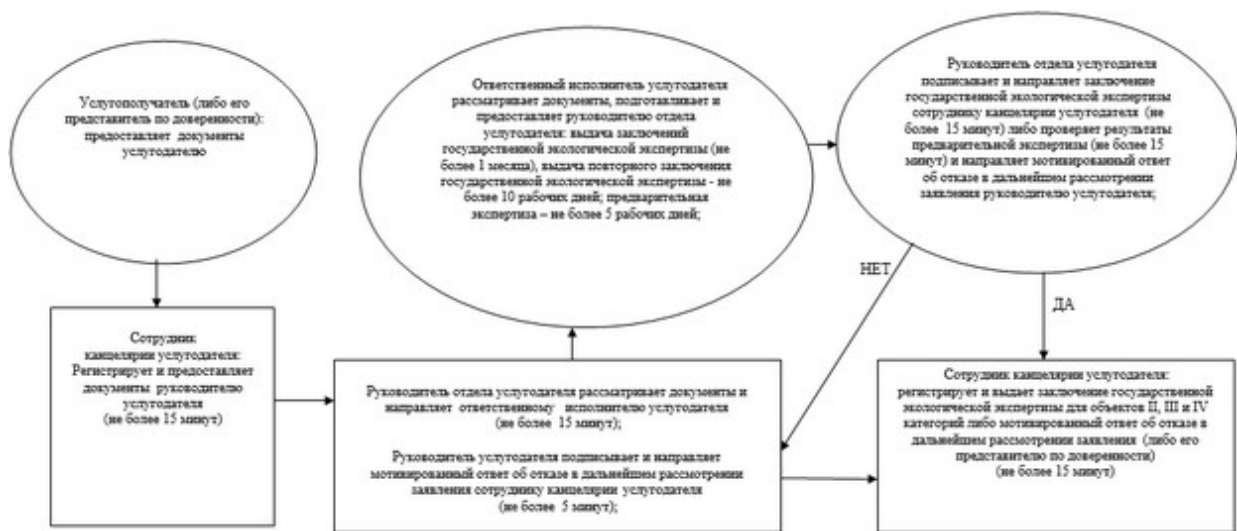 Услугополучатель (либо его
представитель по доверенности):
предоставляет документы
услугодателю
Ответственный исполнитель услугодателя
рассматривает документы, подготавливает и
предоставляет руководителю отдела
услугодателя: выдача заключений
государственной экологической экспертизы (не
более 1 месяца), выдача повторного заключения
государственной экологической экспертизы - не
более 10 рабочих дней; предварительная
экспертиза – не более 5 рабочих дней;
Руководитель отдела услугодателя
подписывает и направляет заключение
государственной экологической экспертизы
сотруднику канцелярии услугодателя (не
более 15 минут) либо проверяет результаты
предварительной экспертизы (не более 15
минут) и направляет мотивированный ответ
об отказе в дальнейшем рассмотрении
заявления руководителю услугодателя;
НЕТ
ДА
Сотрудник
канцелярии услугодателя:
Регистрирует и предоставляет
документы руководителю
услугодателя
(не более 15 минут)
Руководитель отдела услугодателя рассматривает документы и
направляет ответственному исполнителю услугодателя
(не более 15 минут);
Руководитель услугодателя подписывает и направляет
мотивированный ответ об отказе в дальнейшем рассмотрении
заявления сотруднику канцелярии услугодателя
(не более 5 минут);
Сотрудник канцелярии услугодателя:
регистрирует и выдает заключение государственной
экологической экспертизы для объектов II, III и IV
категорий либо мотивированный ответ об отказе в
дальнейшем рассмотрении заявления (либо его
представителю по доверенности)
(не более 15 минут)